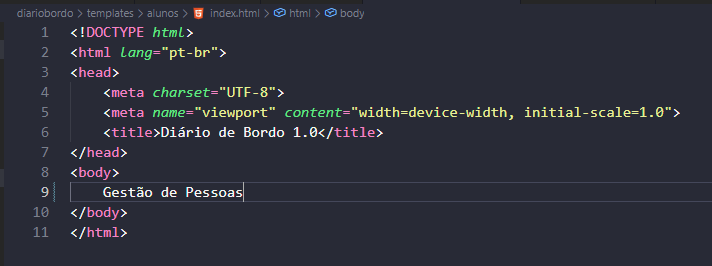 diariobordo > templates > alunos > index.html > html > body
1 <!DOCTYPE html>
2 <html lang="pt-br">
3 <head>
4     <meta charset="UTF-8">
5     <meta name="viewport" content="width=device-width, initial-scale=1.0">
6     <title>Diário de Bordo 1.0</title>
7 </head>
8 <body>
9     Gestão de Pessoas
10 </body>
11 </html>